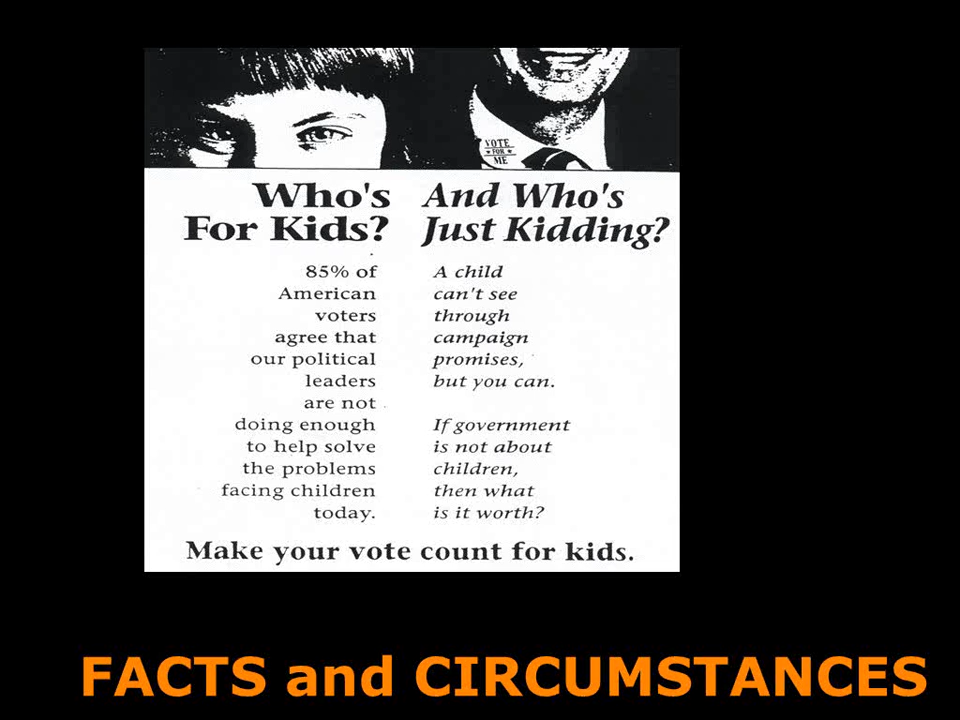 VOTE
FOR
ME
Who's
For Kids?
85% of
American
voters
agree that
our political
leaders
are not
doing enough
to help solve
the problems
facing children
today.
And Who's
Just Kidding?
A child
can't see
through
campaign
promises,
but you can.
If government
is not about
children,
then what
is it worth?
Make your vote count for kids.
FACTS and CIRCUMSTANCES